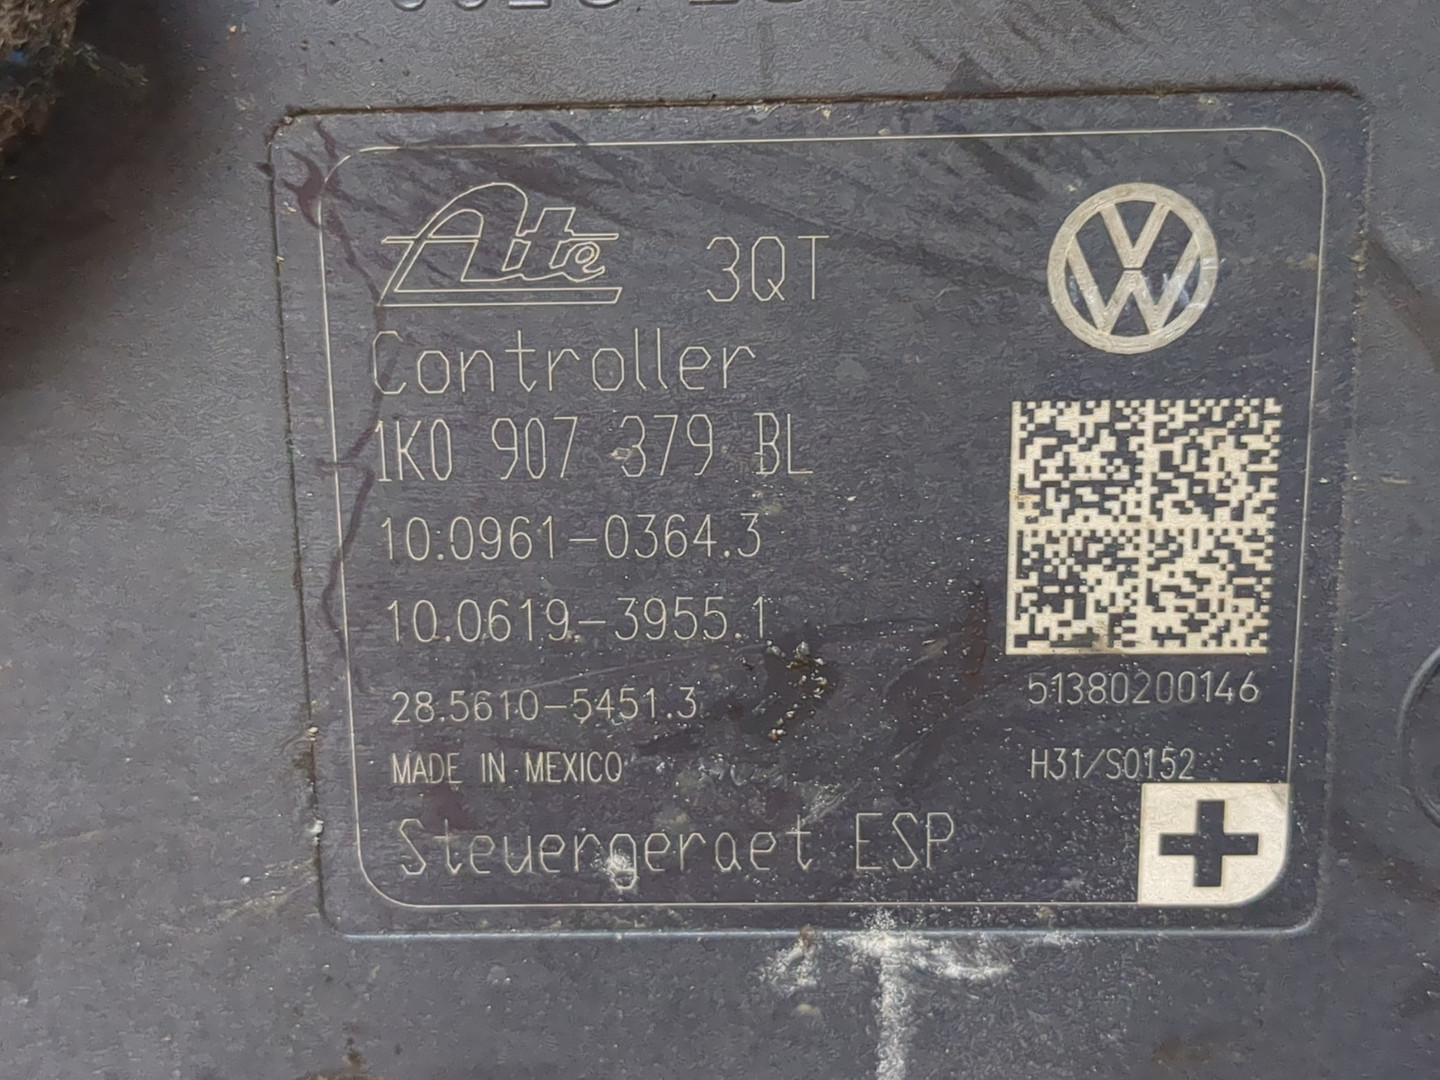 Ate 3QT
Controller
1K0 907 379 BL
10.0961-0364.3
10.0619-3955.1
28.5610-5451.3
51380200146
MADE IN MEXICO
H31/S0152
Steuergeraet ESP